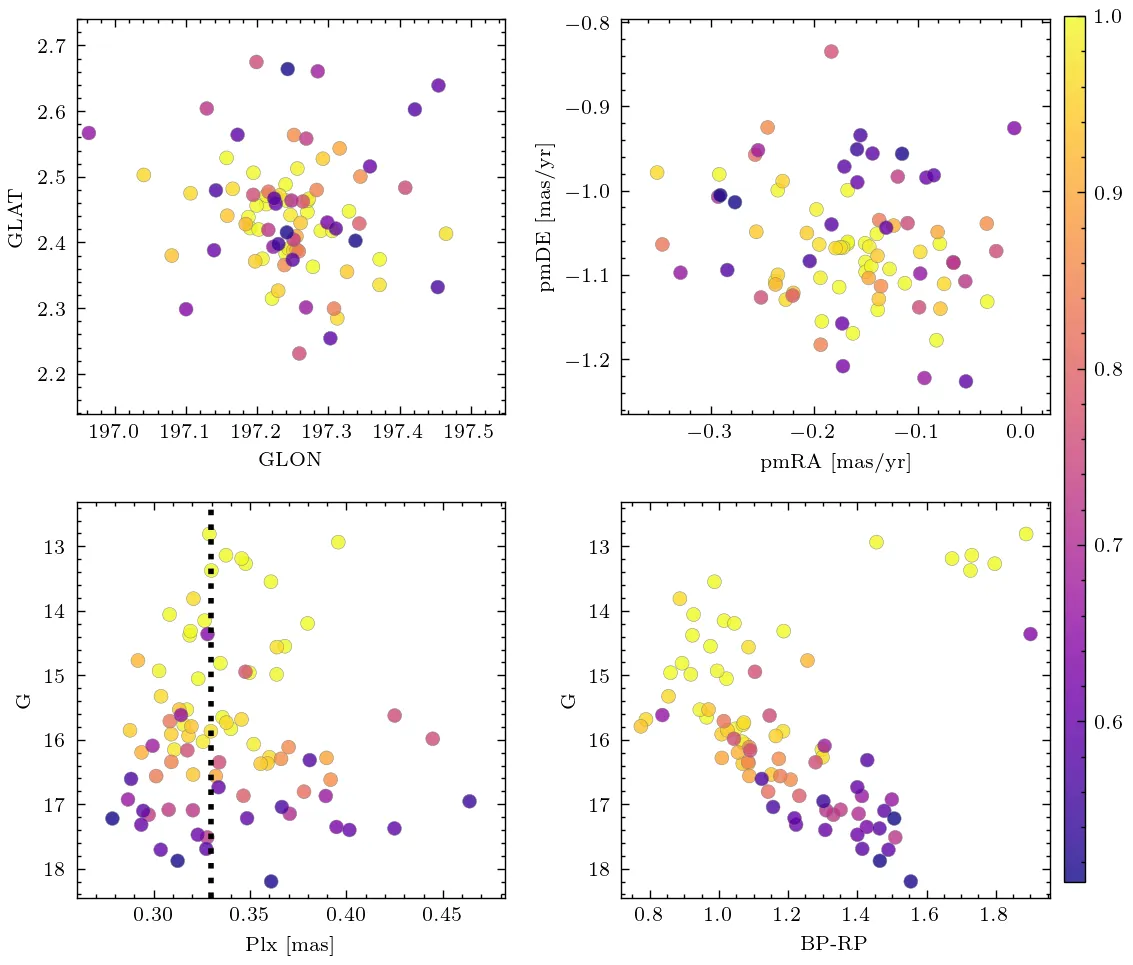 2.7
2.6
2.5
2.4
2.3
2.2
GLAT
197.0 197.1 197.2 197.3 197.4 197.5
GLON
−0.8
−0.9
−1.0
−1.1
−1.2
pmDE [mas/yr]
−0.3 −0.2 −0.1 0.0
pmRA [mas/yr]
1.0
0.9
0.8
0.7
0.6
13
14
15
16
17
18
G
0.30 0.35 0.40 0.45
Plx [mas]
13
14
15
16
17
18
G
0.8 1.0 1.2 1.4 1.6 1.8
BP-RP